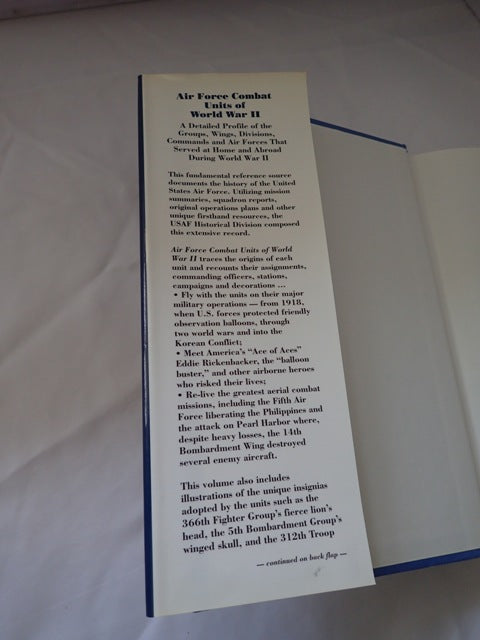 Air Force Combat
Units of
World War II
A Detailed Profile of the
Groups, Wings, Divisions,
Commands and Air Forces That
Served at Home and Abroad
During World War II
This fundamental reference source
documents the history of the United
States Air Force. Utilizing mission
summaries, squadron reports,
original operations plans and other
unique firsthand resources, the
USAF Historical Division composed
this extensive record.
Air Force Combat Units of World
War II traces the origins of each
unit and recounts their assignments,
commanding officers, stations,
campaigns and decorations ...
• Fly with the units on their major
military operations — from 1918,
when U.S. forces protected friendly
observation balloons, through
two world wars and into the
Korean Conflict;
• Meet America's "Ace of Aces"
Eddie Rickenbacker, the "balloon
buster," and other airborne heroes
who risked their lives;
• Re-live the greatest aerial combat
missions, including the Fifth Air
Force liberating the Philippines and
the attack on Pearl Harbor where,
despite heavy losses, the 14th
Bombardment Wing destroyed
several enemy aircraft.
This volume also includes
illustrations of the unique insignias
adopted by the units such as the
366th Fighter Group's fierce lion's
head, the 5th Bombardment Group's
winged skull, and the 312th Troop
— continued on back flap —